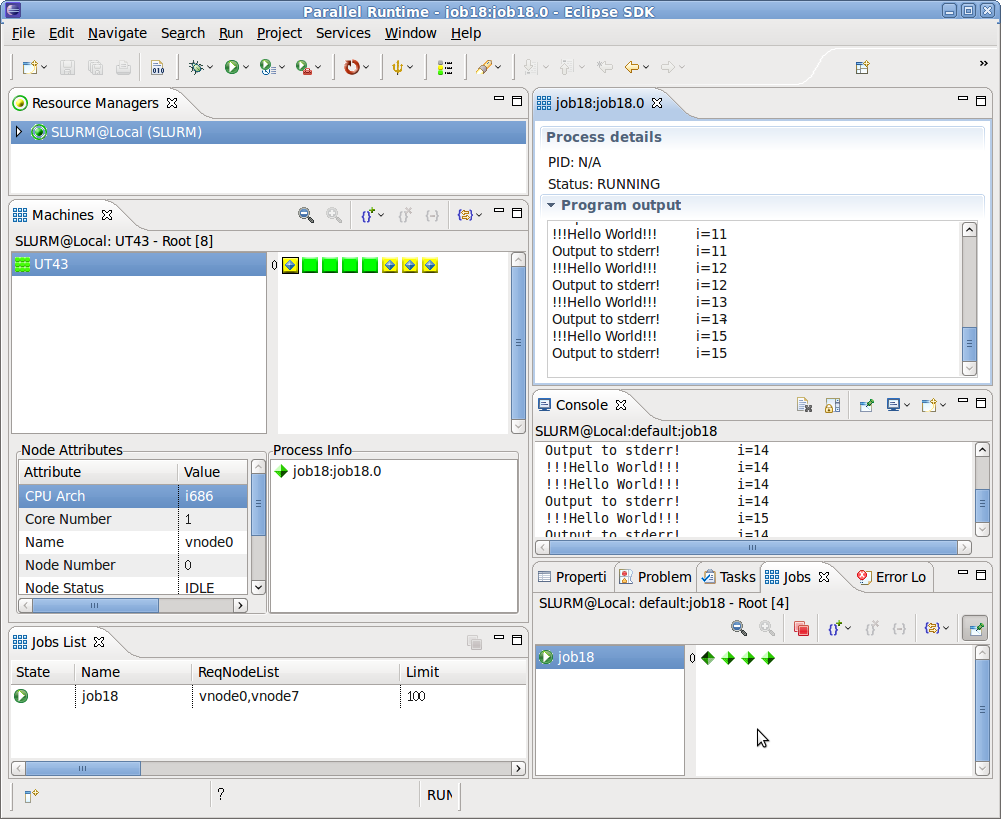 Parallel Runtime - job18:job18.0 - Eclipse SDK
File Edit Navigate Search Run Project Services Window Help
010
»
Resource Managers
SLURM@Local (SLURM)
Machines
SLURM@Local: UT43 - Root [8]
UT43
0
Node Attributes
Attribute Value
CPU Arch i686
Core Number 1
Name vnode0
Node Number 0
Node Status IDLE
Process Info
job18:job18.0
Jobs List
State Name ReqNodeList Limit
job18 vnode0,vnode7 100
job18:job18.0
Process details
PID: N/A
Status: RUNNING
Program output
!!!Hello World!!! i=11
Output to stderr! i=11
!!!Hello World!!! i=12
Output to stderr! i=12
!!!Hello World!!! i=13
Output to stderr!
!!!Hello World!!! i=15
Output to stderr! i=15
Console
SLURM@Local:default:job18
Output to stderr! i=14
!!!Hello World!!! i=14
!!!Hello World!!! i=14
Output to stderr! i=14
!!!Hello World!!! i=15
Output to stderr! i=14
Properti Problem Tasks Jobs Error Lo
SLURM@Local: default:job18 - Root [4]
job18
0
? RUN